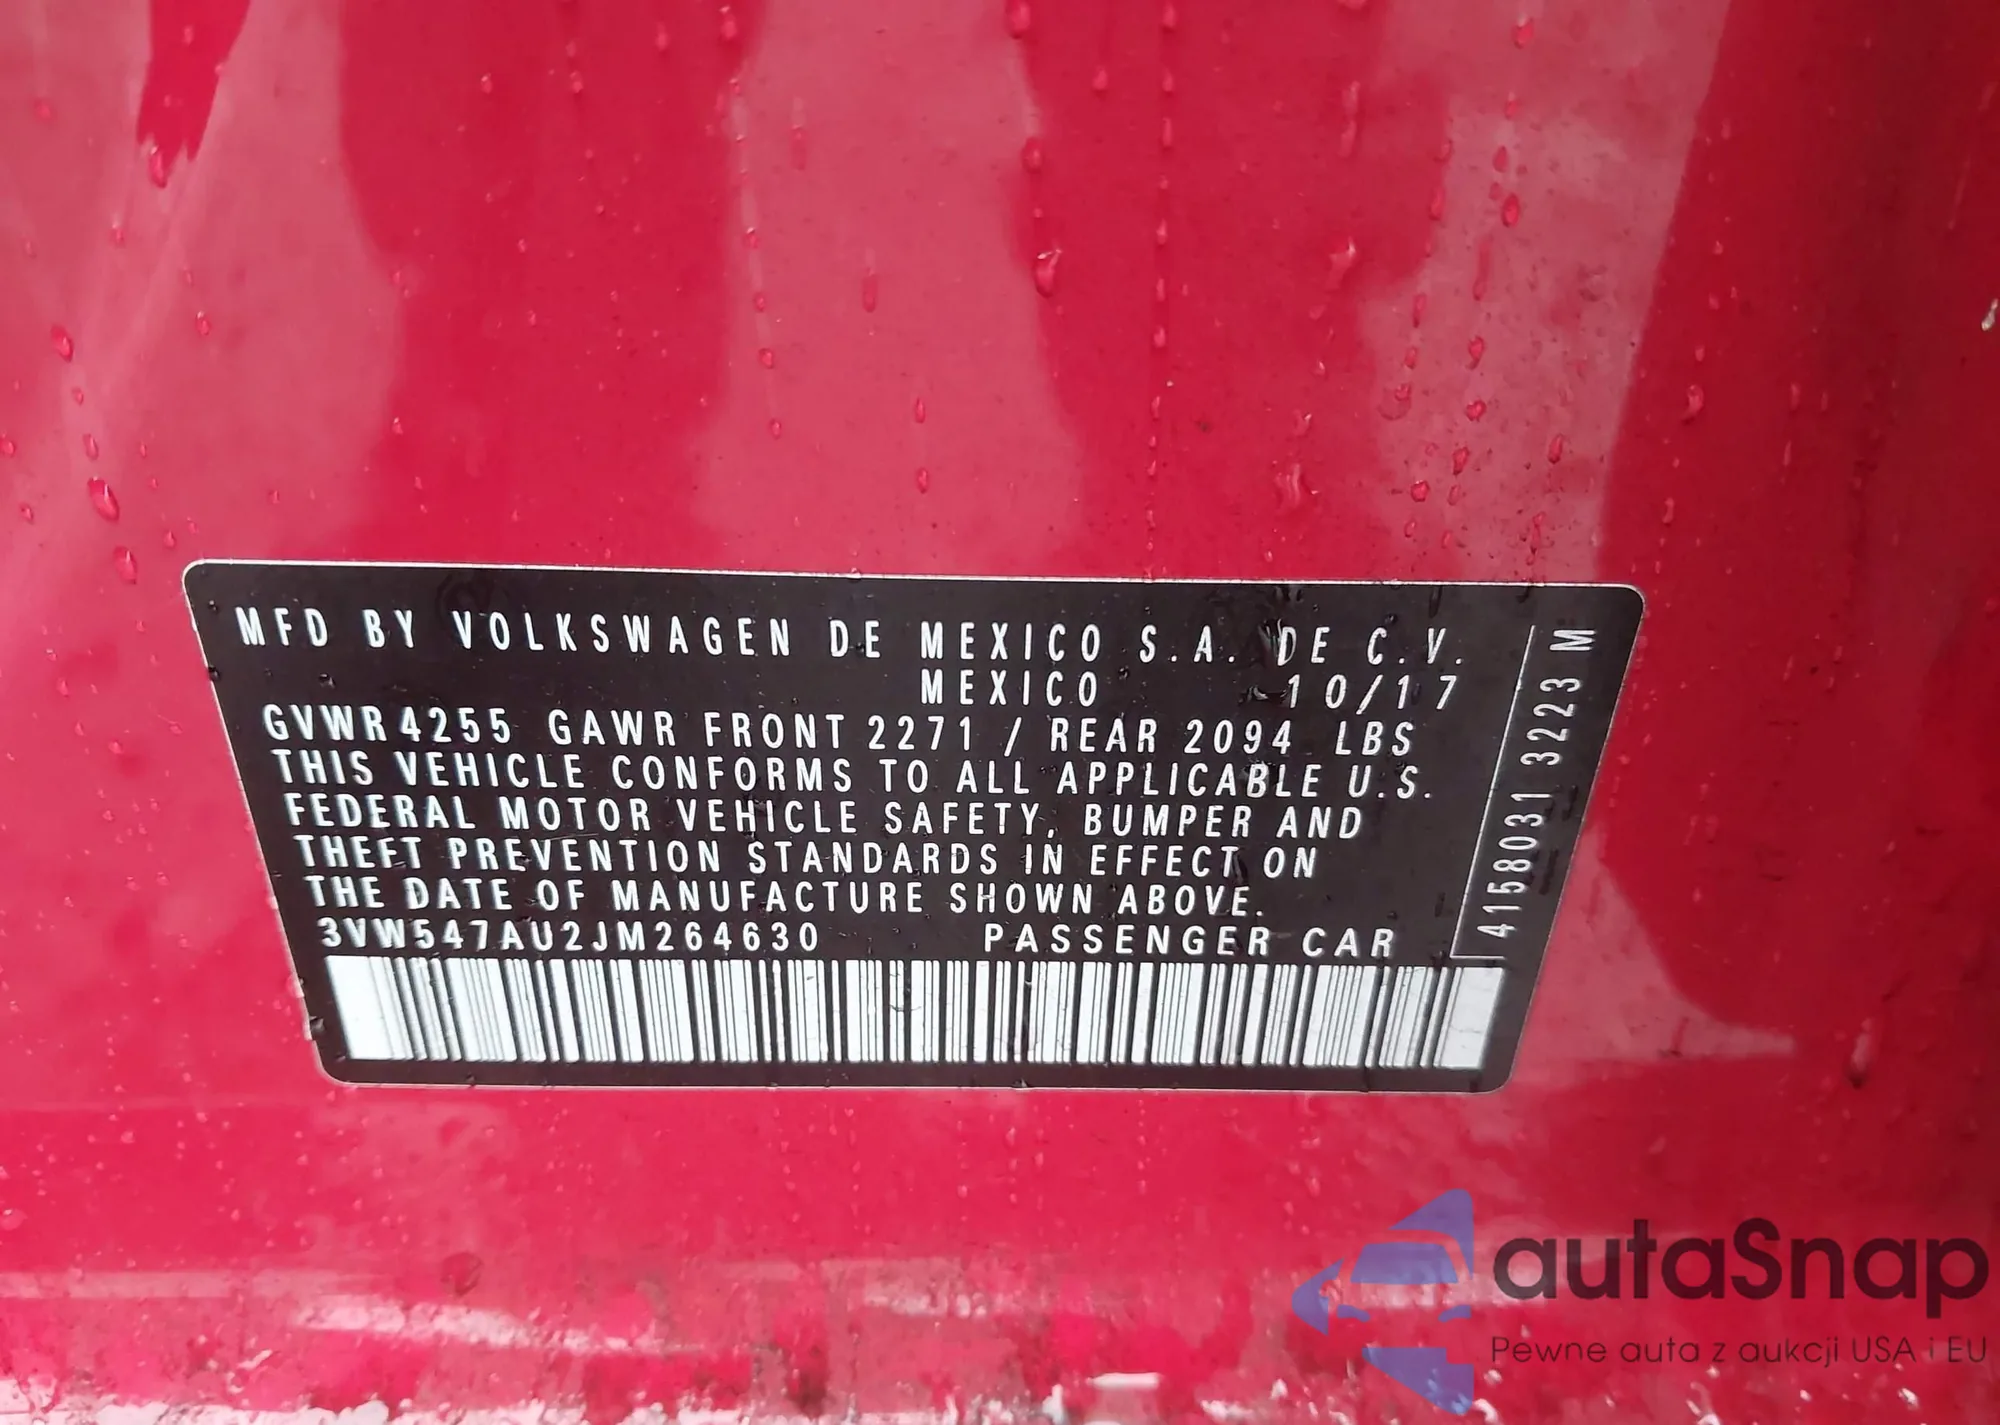 MFD BY VOLKSWAGEN DE MEXICO S.A. DE C.V.
MEXICO 10/17
GVWR 4255 GAWR FRONT 2271 / REAR 2094 LBS
THIS VEHICLE CONFORMS TO ALL APPLICABLE U.S.
FEDERAL MOTOR VEHICLE SAFETY, BUMPER AND
THEFT PREVENTION STANDARDS IN EFFECT ON
THE DATE OF MANUFACTURE SHOWN ABOVE.
3VW547AU2JM264630 PASSENGER CAR
4158031 3223 M
autaSnap
Pewne auta z aukcji USA i EU